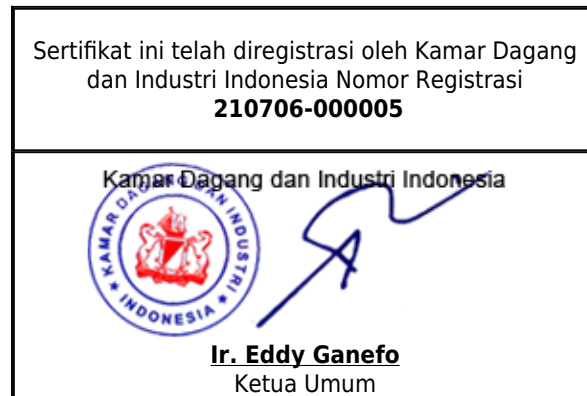 Sertifikat ini telah diregistrasi oleh Kamar Dagang
dan Industri Indonesia Nomor Registrasi
210706-000005
Kamar Dagang dan Industri Indonesia
KAMAR DAGANG DAN INDUSTRI
INDONESIA
Ir. Eddy Ganefo
Ketua Umum